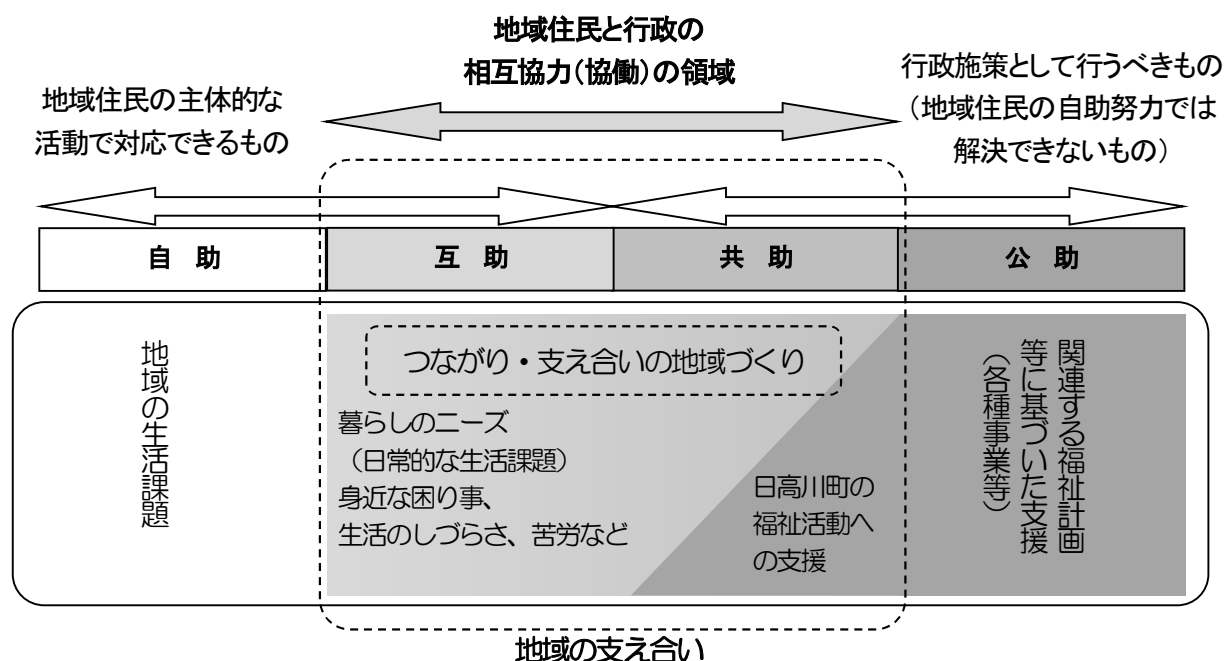 地域住民と行政の
相互協力(協働)の領域
地域住民の主体的な
活動で対応できるもの
行政施策として行うべきもの
(地域住民の自助努力では
解決できないもの)
自 助
互 助
共 助
公 助
地域の生活課題
つながり・支え合いの地域づくり
暮らしのニーズ
(日常的な生活課題)
身近な困り事、
生活のしづらさ、苦労など
日高川町の
福祉活動へ
の支援
関連する福祉計画
等に基づいた支援
(各種事業等)
地域の支え合い